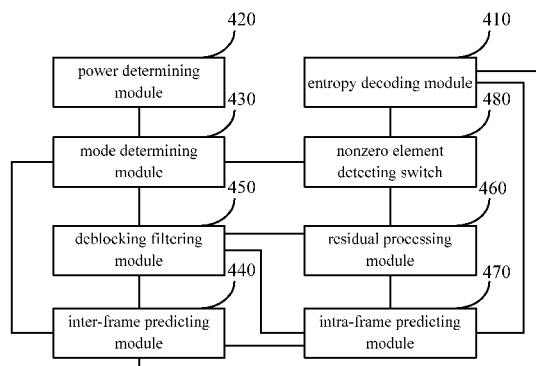 420
410
power determining
module
entropy decoding module
430
480
mode determining
module
nonzero element
detecting switch
450
460
deblocking filtering
module
residual processing
module
440
470
inter-frame predicting
module
intra-frame predicting
module